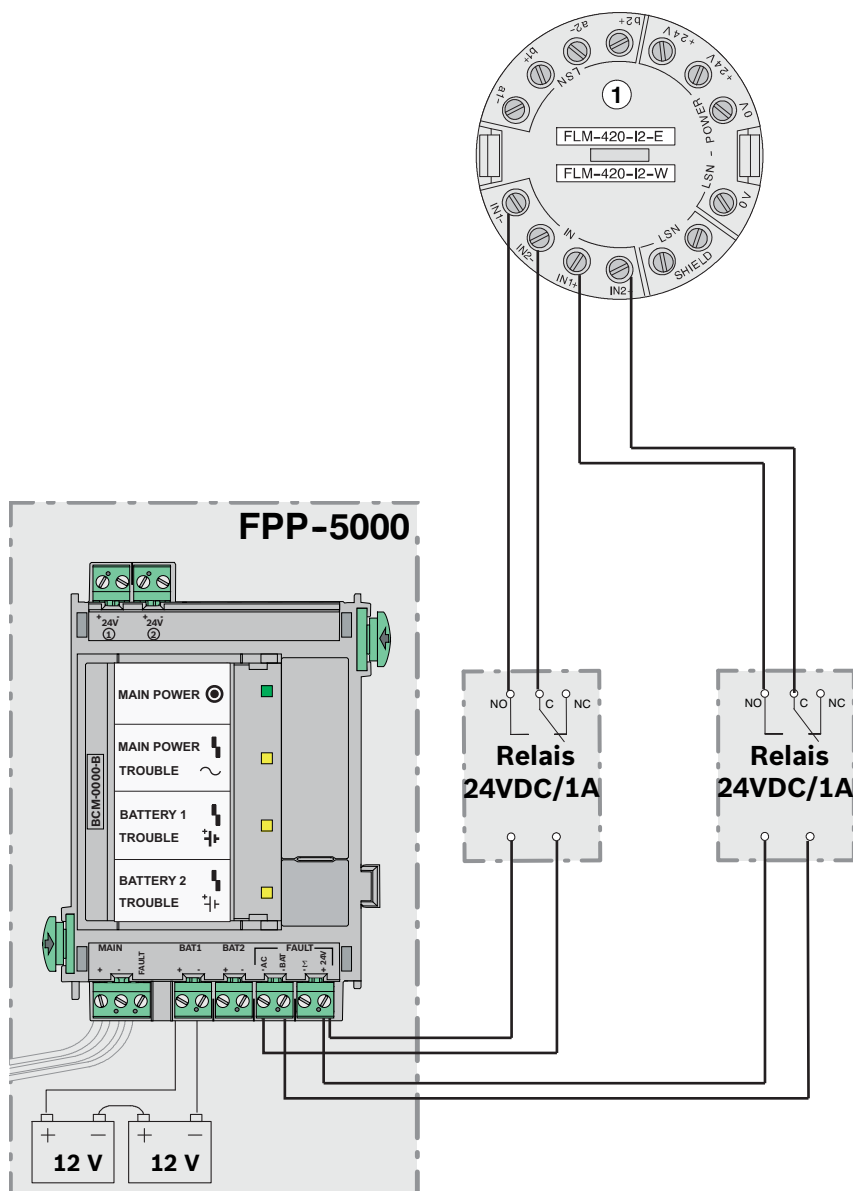 b2+
a2-
b1+
a1-
LSN
+24V
+24V
0V
LSN - POWER
0V
1
FLM-420-I2-E
FLM-420-I2-W
IN1-
IN2-
IN
IN1+
IN2+
LSN
SHIELD
FPP-5000
+ 24V -
1
+ 24V -
2
MAIN POWER
MAIN POWER
TROUBLE
BATTERY 1
TROUBLE
BATTERY 2
TROUBLE
BCM-0000-B
MAIN
+ -
FAULT
BAT1
+ -
BAT2
+ -
FAULT
-AC
-BAT
-M
+ 24V
NO C NC
Relais
24VDC/1A
NO C NC
Relais
24VDC/1A
+ -
12 V
+ -
12 V